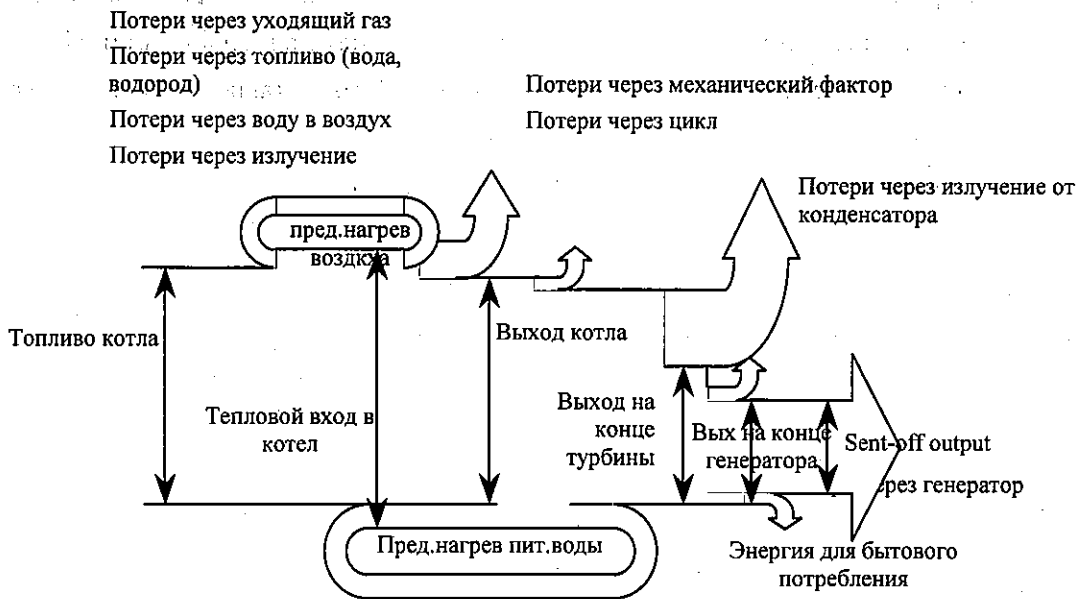 Потери через уходящий газ
Потери через топливо (вода,
водород)
Потери через воду в воздух
Потери через излучение
Потери через механический фактор
Потери через цикл
Потери через излучение от
конденсатора
пред.нагрев
воздкха
Топливо котла
Выход котла
Тепловой вход в
котел
Выход на
конце
турбины
Вых на конце
генератора
Sent-off output
рез генератор
Пред.нагрев пит.воды
Энергия для бытового
потребления